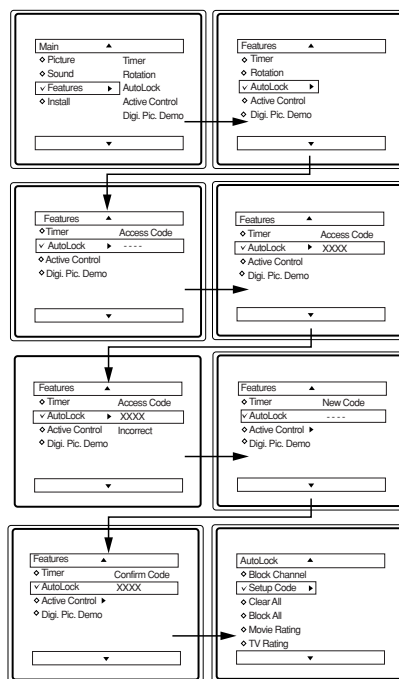 Main
Picture Timer
Sound Rotation
Features AutoLock
Install Active Control
Digi. Pic. Demo
Features
Timer
Rotation
AutoLock
Active Control
Digi. Pic. Demo
Features
Timer Access Code
AutoLock - - - -
Active Control
Digi. Pic. Demo
Features
Timer Access Code
AutoLock XXXX
Active Control
Digi. Pic. Demo
Features
Timer Access Code
AutoLock XXXX
Active Control Incorrect
Digi. Pic. Demo
Features
Timer New Code
AutoLock - - - -
Active Control
Digi. Pic. Demo
Features
Timer Confirm Code
AutoLock XXXX
Active Control
Digi. Pic. Demo
AutoLock
Block Channel
Setup Code
Clear All
Block All
Movie Rating
TV Rating